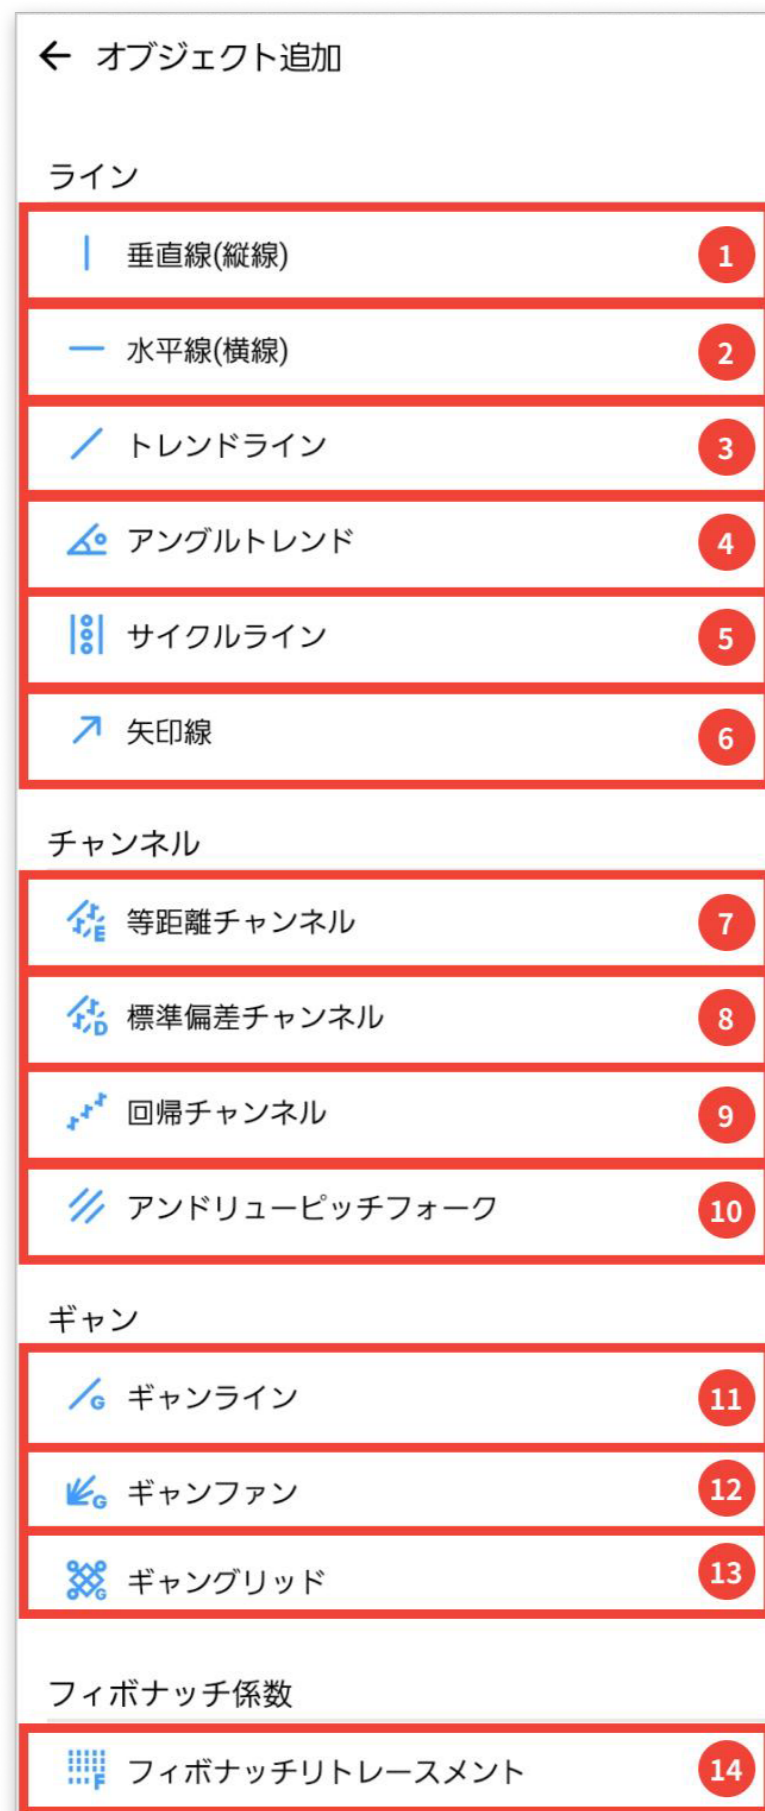 ← オブジェクト追加
ライン
垂直線(縦線) 1
水平線(横線) 2
トレンドライン 3
アングルトレンド 4
サイクルライン 5
矢印線 6
チャンネル
等距離チャンネル 7
標準偏差チャンネル 8
回帰チャンネル 9
アンドリューピッチフォーク 10
ギャン
ギャンライン 11
ギャンファン 12
ギャングリッド 13
フィボナッチ係数
フィボナッチリトレースメント 14